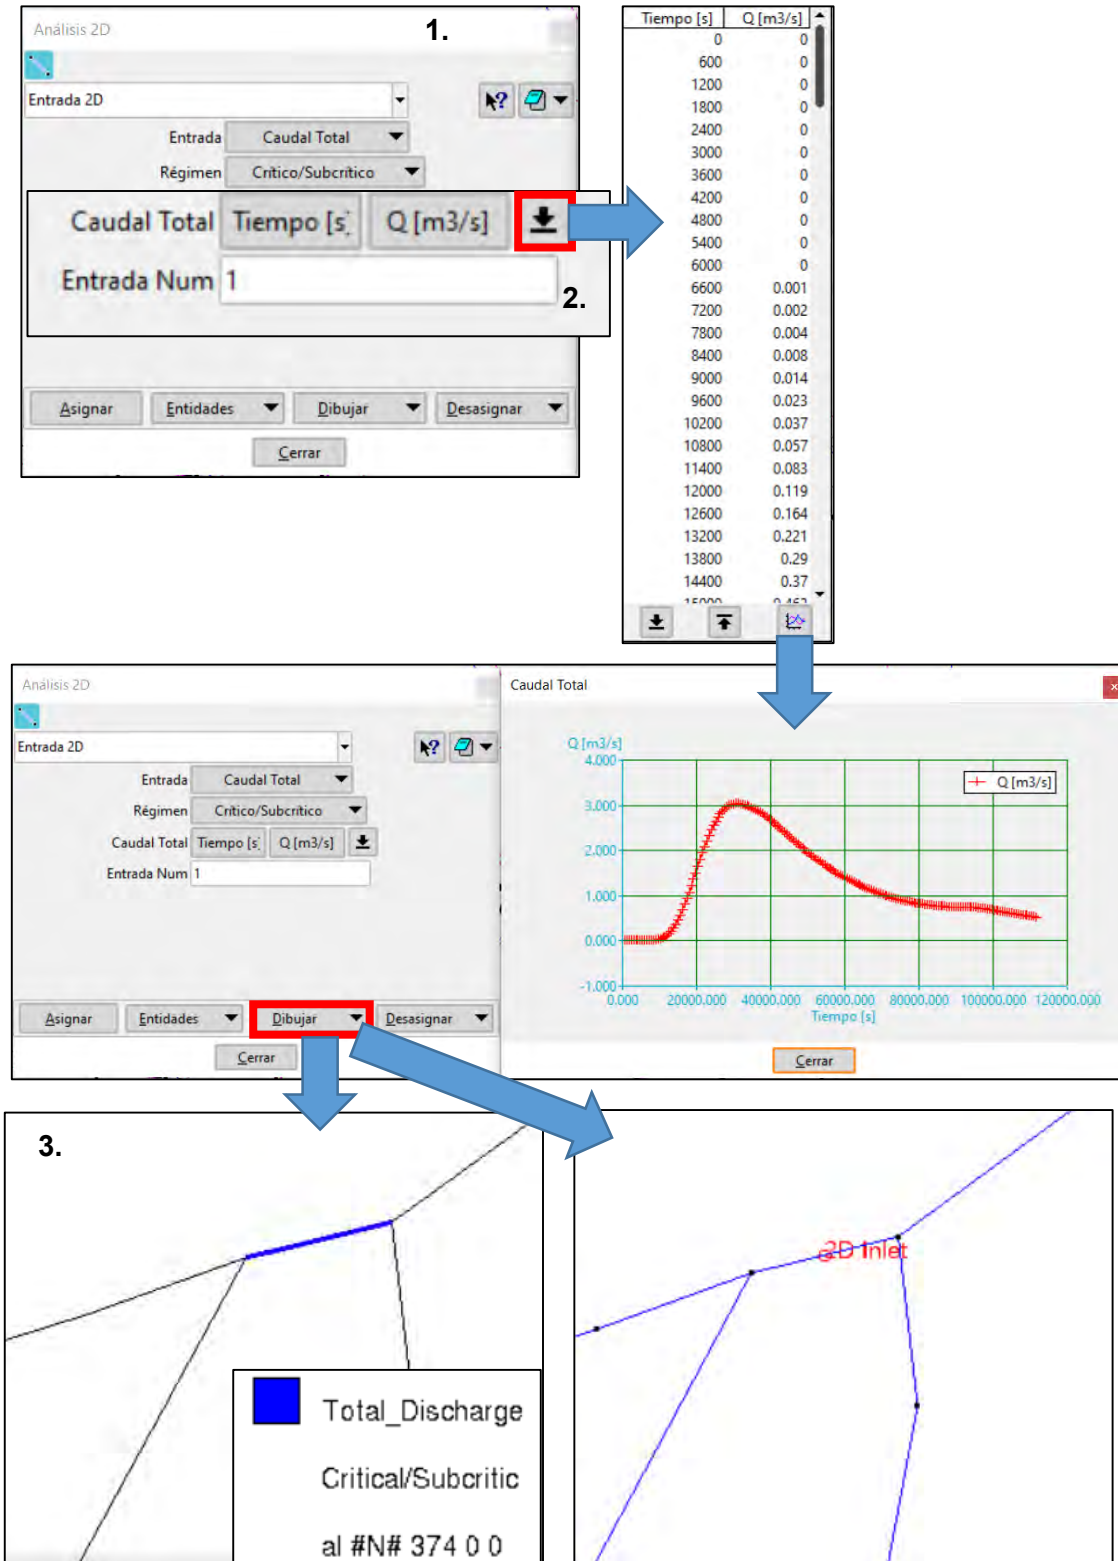 Análisis 2D
1.
Entrada 2D
Entrada Caudal Total
Régimen Crítico/Subcrítico
Caudal Total Tiempo [s] Q [m3/s]
Entrada Num 1
2.
Asignar Entidades Dibujar Desasignar
Cerrar
Tiempo [s] Q [m3/s]
0 0
600 0
1200 0
1800 0
2400 0
3000 0
3600 0
4200 0
4800 0
5400 0
6000 0
6600 0.001
7200 0.002
7800 0.004
8400 0.008
9000 0.014
9600 0.023
10200 0.037
10800 0.057
11400 0.083
12000 0.119
12600 0.164
13200 0.221
13800 0.29
14400 0.37
Análisis 2D
Entrada 2D
Entrada Caudal Total
Régimen Crítico/Subcrítico
Caudal Total Tiempo [s] Q [m3/s]
Entrada Num 1
Asignar Entidades Dibujar Desasignar
Cerrar
Caudal Total
Q [m3/s]
4.000
3.000
2.000
1.000
0.000
-1.000
Q [m3/s]
0.000 20000.000 40000.000 60000.000 80000.000 100000.000 120000.000
Tiempo [s]
Cerrar
3.
Total_Discharge
Critical/Subcritic
al #N# 374 0 0
2D Inlet